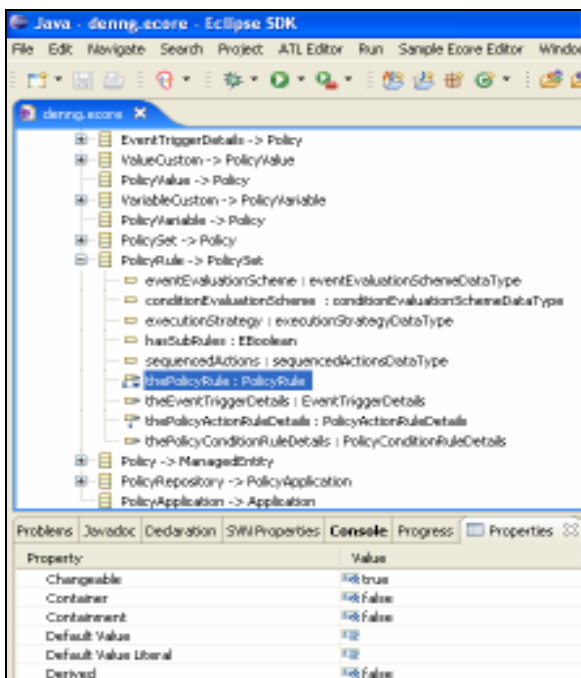 Java - denng.ecore - Eclipse SDK
File Edit Navigate Search Project ATL Editor Run Sample Ecore Editor Window
denng.ecore
EventTriggerDetails -> Policy
ValueCustom -> PolicyValue
PolicyValue -> Policy
VariableCustom -> PolicyVariable
PolicyVariable -> Policy
PolicySet -> Policy
PolicyRule -> PolicySet
eventEvaluationScheme : eventEvaluationSchemeDataType
conditionEvaluationScheme : conditionEvaluationSchemeDataType
executionStrategy : executionStrategyDataType
hasSubRules : EBoolean
sequencedActions : sequencedActionsDataType
thePolicyRule : PolicyRule
theEventTriggerDetails : EventTriggerDetails
thePolicyActionRuleDetails : PolicyActionRuleDetails
thePolicyConditionRuleDetails : PolicyConditionRuleDetails
Policy -> ManagedEntity
PolicyRepository -> PolicyApplication
PolicyApplication -> Application
Problems Javadoc Declaration SVN Properties Console Progress Properties
Property Value
Changeable true
Container false
Containment false
Default Value
Default Value Literal
Derived false